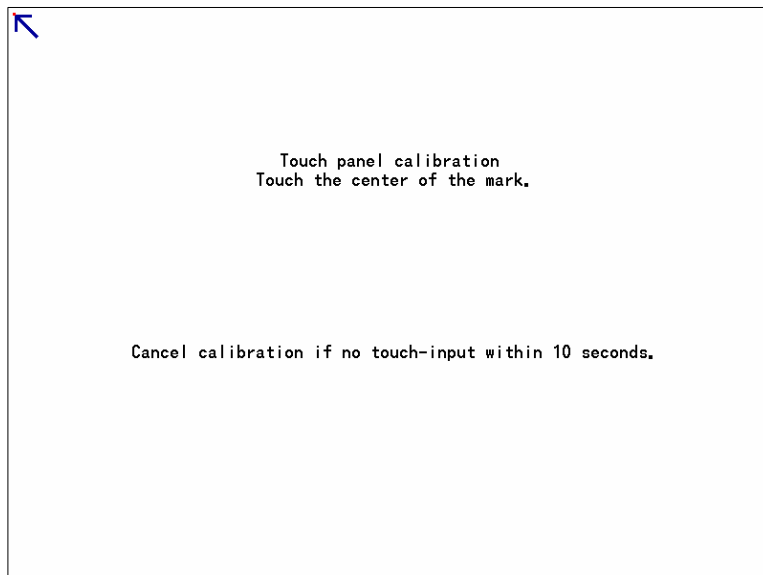 Touch panel calibration
Touch the center of the mark.
Cancel calibration if no touch-input within 10 seconds.